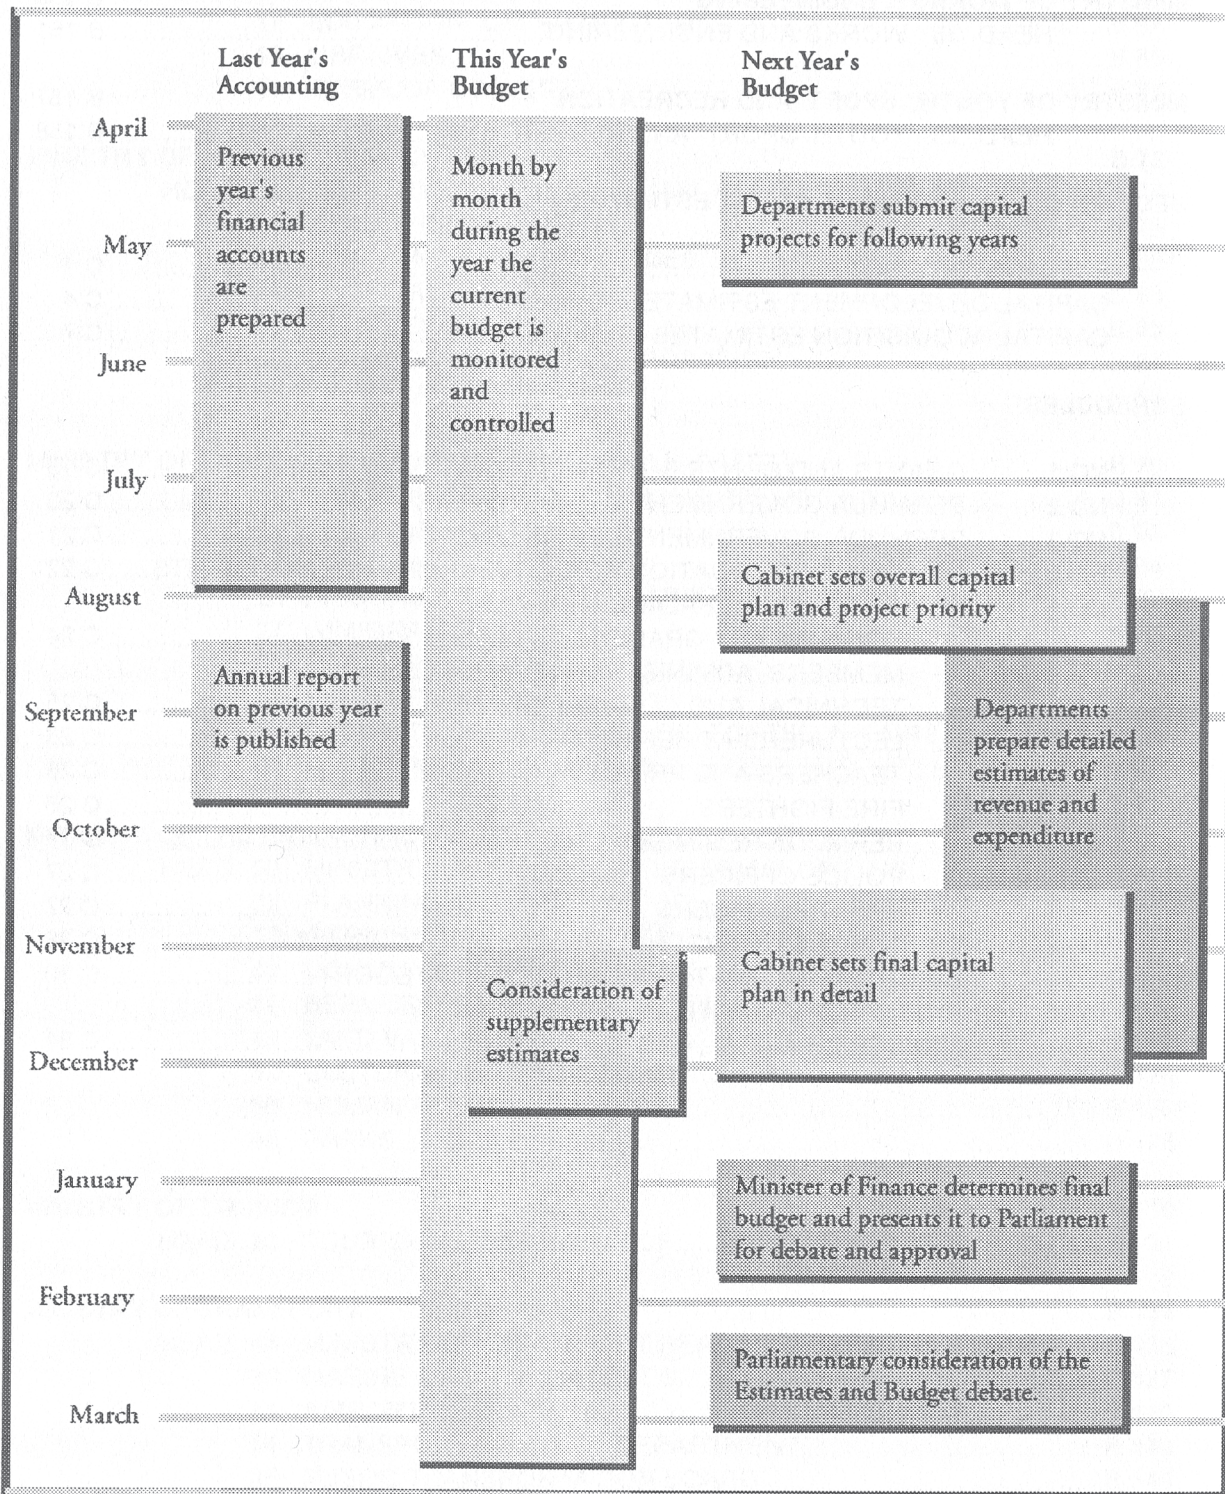 Last Year's
Accounting
This Year's
Budget
Next Year's
Budget
April
May
June
July
August
September
October
November
December
January
February
March
Previous
year's
financial
accounts
are
prepared
Annual report
on previous year
is published
Month by
month
during the
year the
current
budget is
monitored
and
controlled
Consideration of
supplementary
estimates
Departments submit capital
projects for following years
Cabinet sets overall capital
plan and project priority
Departments
prepare detailed
estimates of
revenue and
expenditure
Cabinet sets final capital
plan in detail
Minister of Finance determines final
budget and presents it to Parliament
for debate and approval
Parliamentary consideration of the
Estimates and Budget debate.